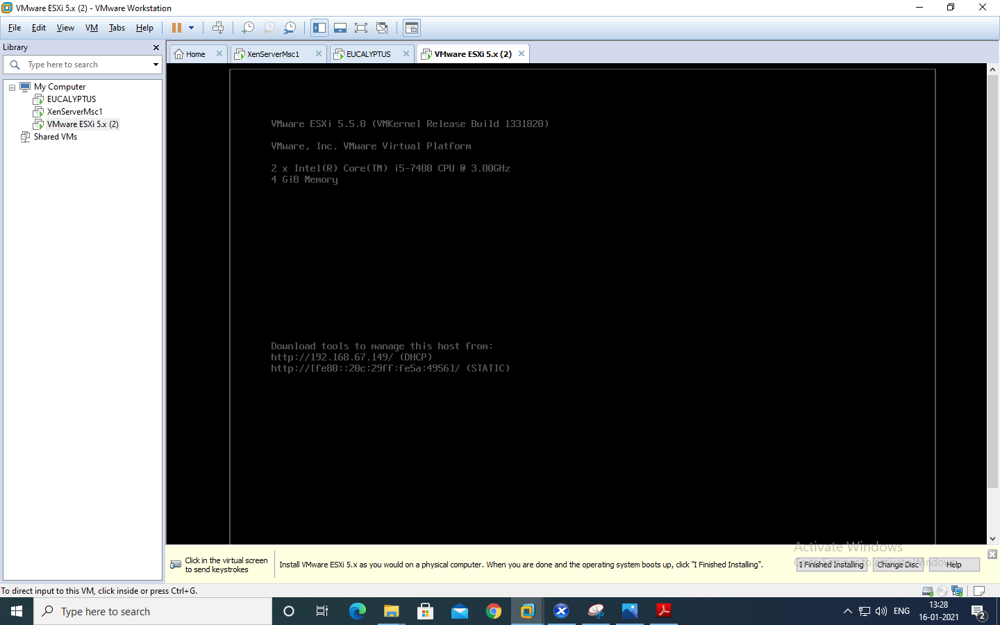 VMware ESXi 5.x (2) - VMware Workstation
File Edit View VM Tabs Help
Library
Type here to search
Home XenServerMsc1 EUCALYPTUS VMware ESXi 5.x (2)
My Computer
EUCALYPTUS
XenServerMsc1
VMware ESXi 5.x (2)
Shared VMs
VMware ESXi 5.5.0 (VMKernel Release Build 1331820)
VMware, Inc. VMware Virtual Platform
2 x Intel(R) Core(TM) i5-7400 CPU @ 3.00GHz
4 GiB Memory
Download tools to manage this host from:
http://192.168.67.149/ (DHCP)
http://[fe80::20c:29ff:fe5a:4956]/ (STATIC)
Activate Windows
Go to Settings to activate Windows.
Click in the virtual screen
to send keystrokes
Install VMware ESXi 5.x as you would on a physical computer. When you are done and the operating system boots up, click "I Finished Installing".
I Finished Installing Change Disc Help
To direct input to this VM, click inside or press Ctrl+G.
Type here to search
ENG
13:28
16-01-2021
2